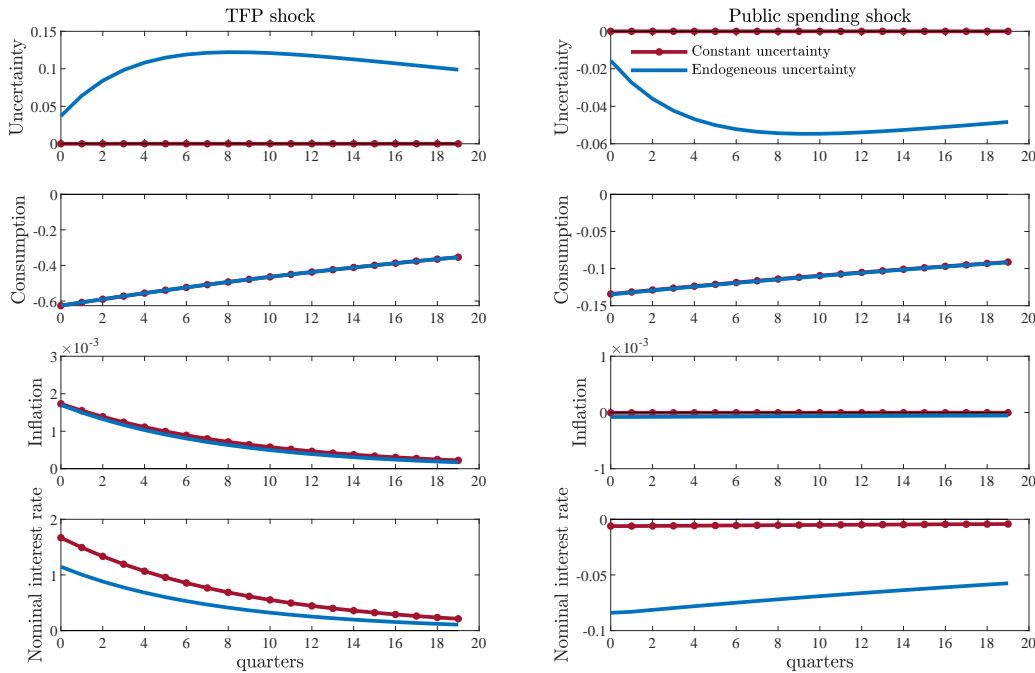 TFP shock
Uncertainty
0.15
0.1
0.05
0
0 2 4 6 8 10 12 14 16 18 20
Public spending shock
Uncertainty
0
-0.02
-0.04
-0.06
0 2 4 6 8 10 12 14 16 18 20
Constant uncertainty
Endogeneous uncertainty
Consumption
0
-0.2
-0.4
-0.6
0 2 4 6 8 10 12 14 16 18 20
Consumption
0
-0.05
-0.1
-0.15
0 2 4 6 8 10 12 14 16 18 20
Inflation
×10-3
3
2
1
0
0 2 4 6 8 10 12 14 16 18 20
Inflation
×10-3
1
0
-1
0 2 4 6 8 10 12 14 16 18 20
Nominal interest rate
2
1
0
0 2 4 6 8 10 12 14 16 18 20
quarters
Nominal interest rate
0
-0.05
-0.1
0 2 4 6 8 10 12 14 16 18 20
quarters